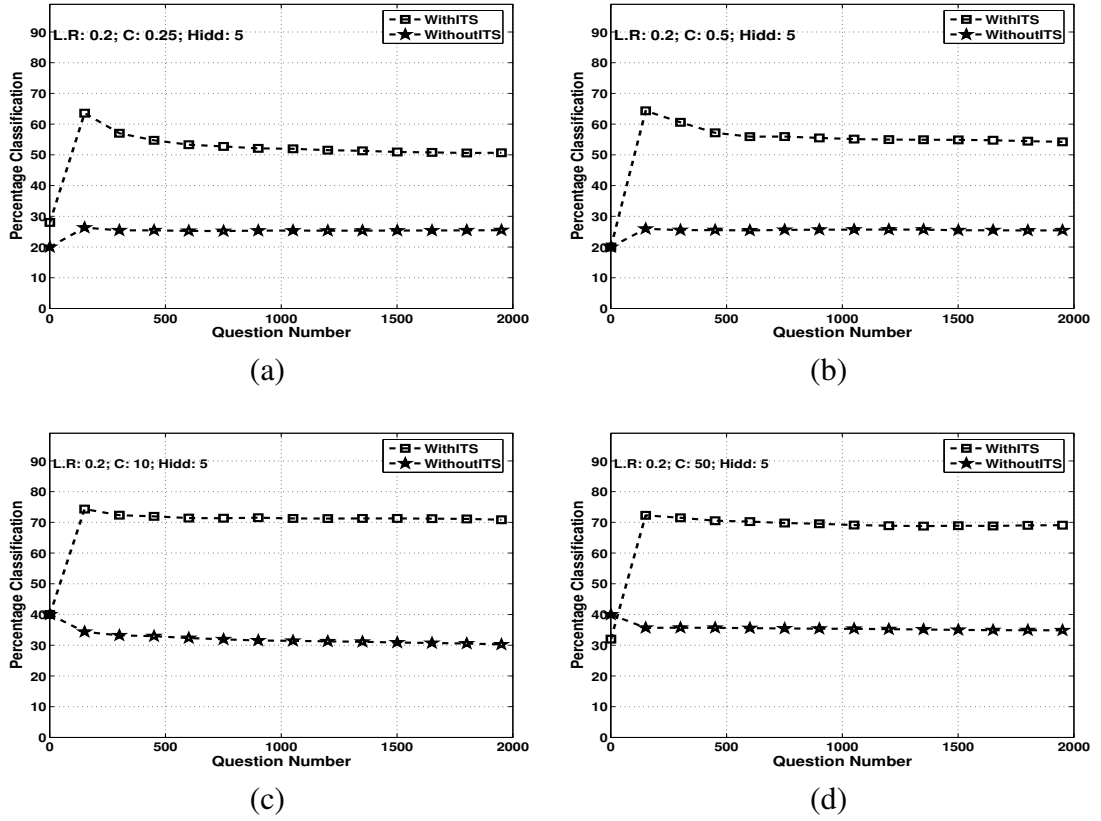 WithITS
WithoutITS
L.R: 0.2; C: 0.25; Hidd: 5
Percentage Classification
90
80
70
60
50
40
30
20
10
0
0 500 1000 1500 2000
Question Number
(a)
WithITS
WithoutITS
L.R: 0.2; C: 0.5; Hidd: 5
Percentage Classification
90
80
70
60
50
40
30
20
10
0
0 500 1000 1500 2000
Question Number
(b)
WithITS
WithoutITS
L.R: 0.2; C: 10; Hidd: 5
Percentage Classification
90
80
70
60
50
40
30
20
10
0
0 500 1000 1500 2000
Question Number
(c)
WithITS
WithoutITS
L.R: 0.2; C: 50; Hidd: 5
Percentage Classification
90
80
70
60
50
40
30
20
10
0
0 500 1000 1500 2000
Question Number
(d)